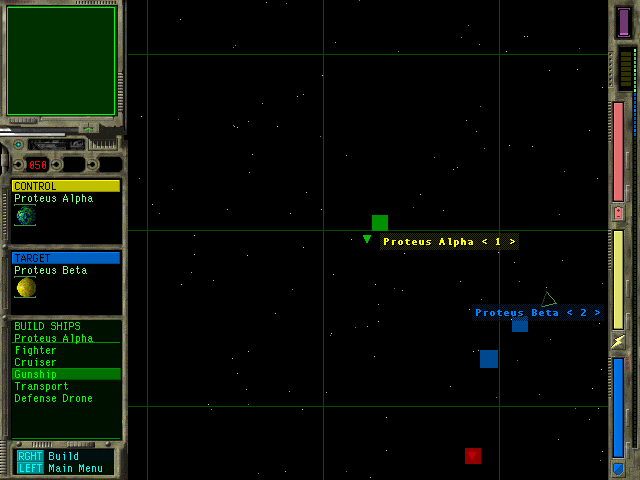 050
CONTROL
Proteus Alpha
TARGET
Proteus Beta
BUILD SHIPS
Proteus Alpha
Fighter
Cruiser
Gunship
Transport
Defense Drone
RGHT Build
LEFT Main Menu
Proteus Alpha < 1 >
Proteus Beta < 2 >